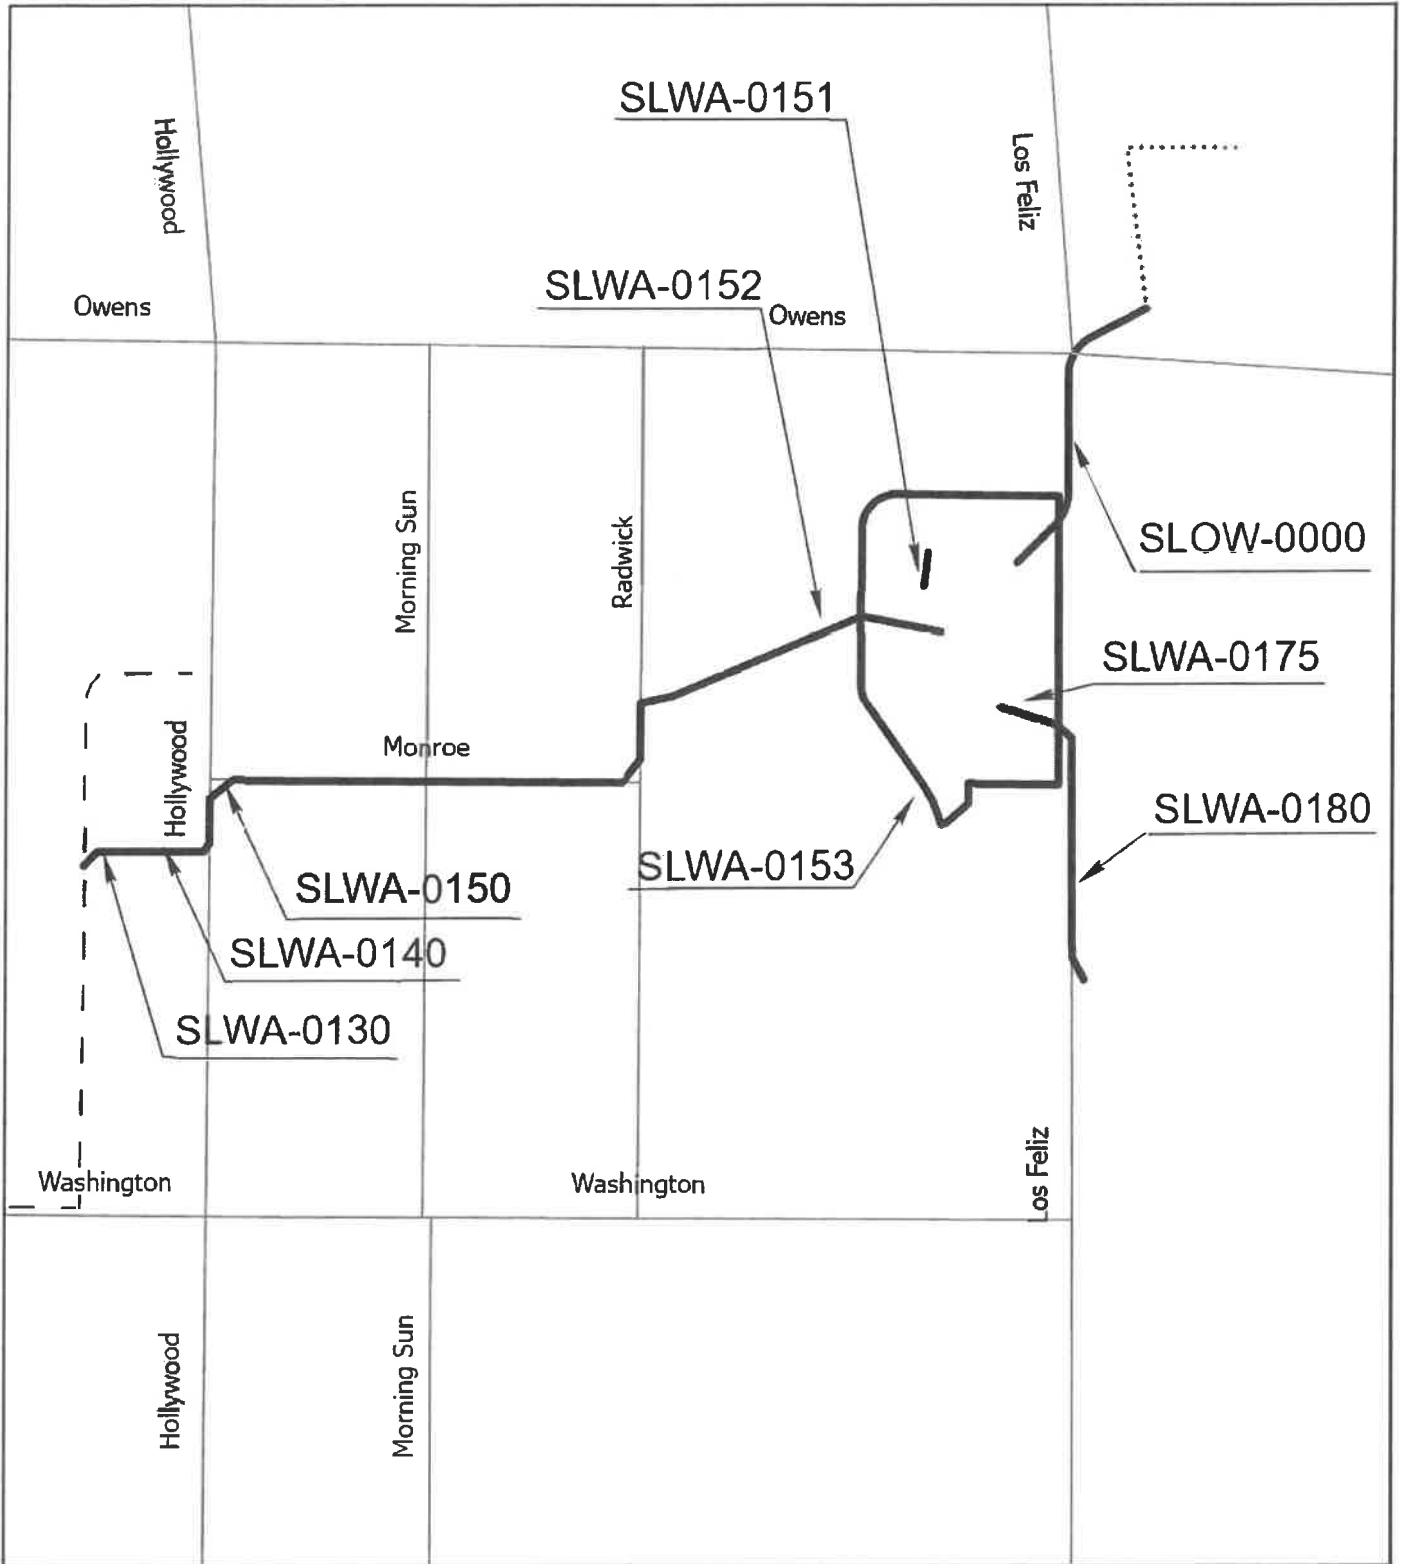 SLWA-0151
Hollywood
Los Feliz
SLWA-0152
Owens
Owens
Morning Sun
Radwick
SLOW-0000
SLWA-0175
Hollywood
Monroe
SLWA-0180
SLWA-0153
SLWA-0150
SLWA-0140
SLWA-0130
Washington
Washington
Los Feliz
Hollywood
Morning Sun